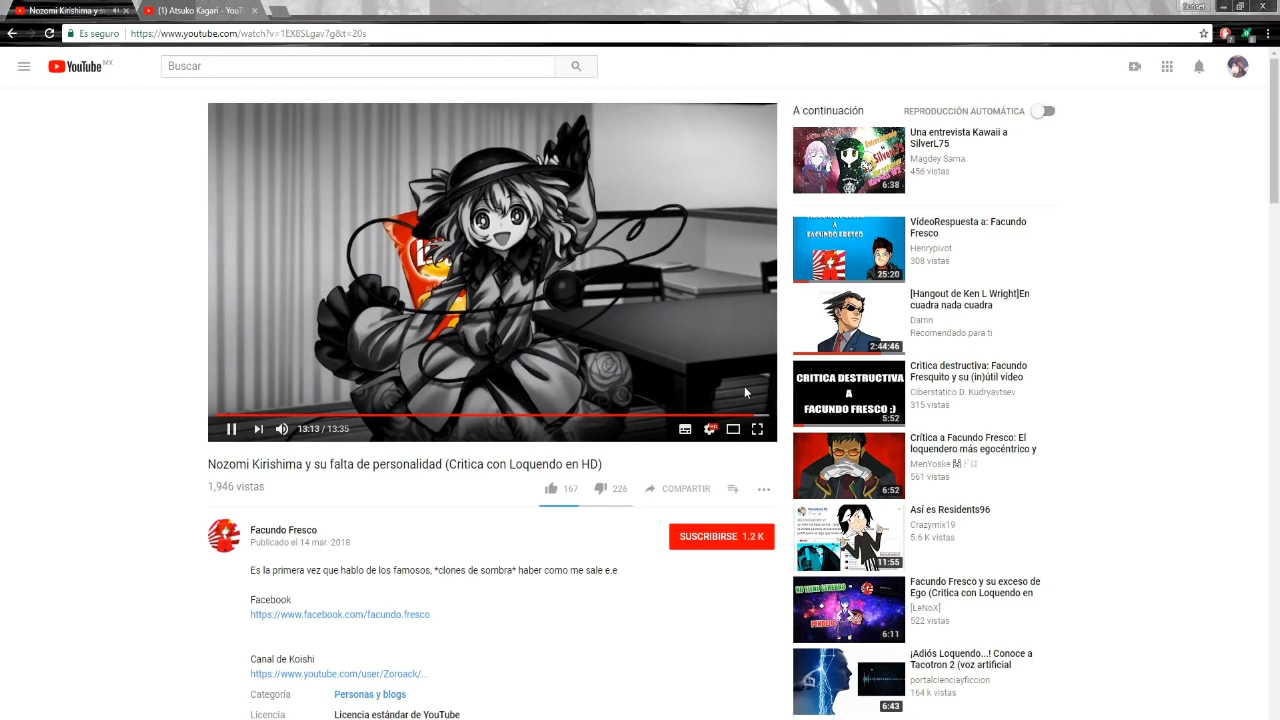 Nozomi Kirishima y su
(1) Atsuko Kagari - YouT
Es seguro
https://www.youtube.com/watch?v=1EX8SLgav7g&t=20s
YouTube MX
Buscar
13:13 / 13:35
Nozomi Kirishima y su falta de personalidad (Critica con Loquendo en HD)
1,946 vistas
167
226
COMPARTIR
Facundo Fresco
Publicado el 14 mar. 2018
SUSCRIBIRSE 1.2 K
Es la primera vez que hablo de los famosos, *clones de sombra* haber como me sale e.e
Facebook
https://www.facebook.com/facundo.fresco
Canal de Koishi
https://www.youtube.com/user/Zoroack/...
Categoría Personas y blogs
Licencia Licencia estándar de YouTube
A continuación
REPRODUCCIÓN AUTOMÁTICA
6:38
Una entrevista Kawaii a
SilverL75
Magdey Sama
456 vistas
A FACUNDO FRESCO
25:20
VídeoRespuesta a: Facundo
Fresco
Henrypivot
308 vistas
2:44:46
[Hangout de Ken L Wright]En
cuadra nada cuadra
Damn
Recomendado para ti
CRITICA DESTRUCTIVA
A
FACUNDO FRESCO :)
5:52
Critica destructiva: Facundo
Fresquito y su (in)útil video
Ciberstatico D. Kudryavtsev
315 vistas
6:52
Crítica a Facundo Fresco: El
loquendero más egocéntrico y
MenYoske
561 vistas
11:55
Así es Residents96
Crazymix19
5.6 K vistas
6:11
Facundo Fresco y su exceso de
Ego (Critica con Loquendo en
[LeNoX]
522 vistas
6:43
¡Adiós Loquendo...! Conoce a
Tacotron 2 (voz artificial
portalcienciayficcion
164 k vistas